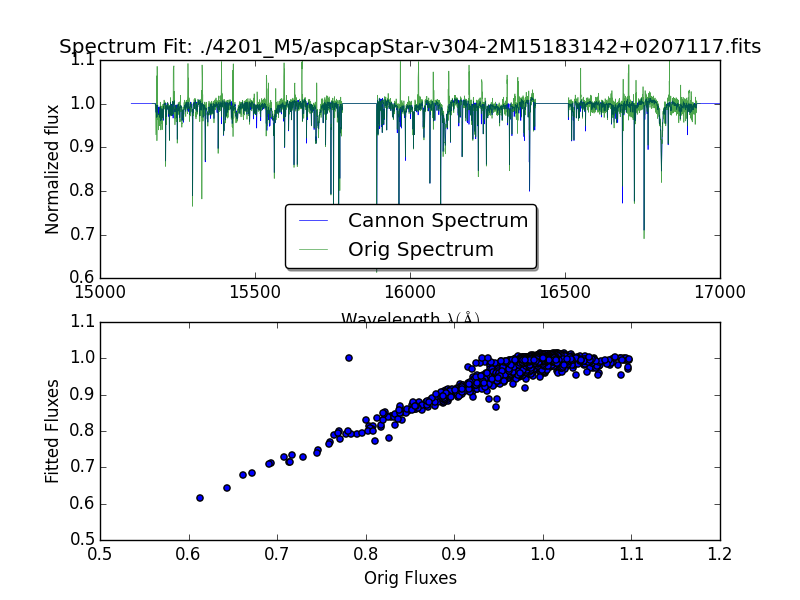 Spectrum Fit: ./4201_M5/aspcapStar-v304-2M15183142+0207117.fits
1.1
1.0
0.9
0.8
0.7
0.6
Normalized flux
Cannon Spectrum
Orig Spectrum
15000 15500 16000 16500 17000
Wavelength λ(Å)
1.1
1.0
0.9
0.8
0.7
0.6
0.5
Fitted Fluxes
0.5 0.6 0.7 0.8 0.9 1.0 1.1 1.2
Orig Fluxes